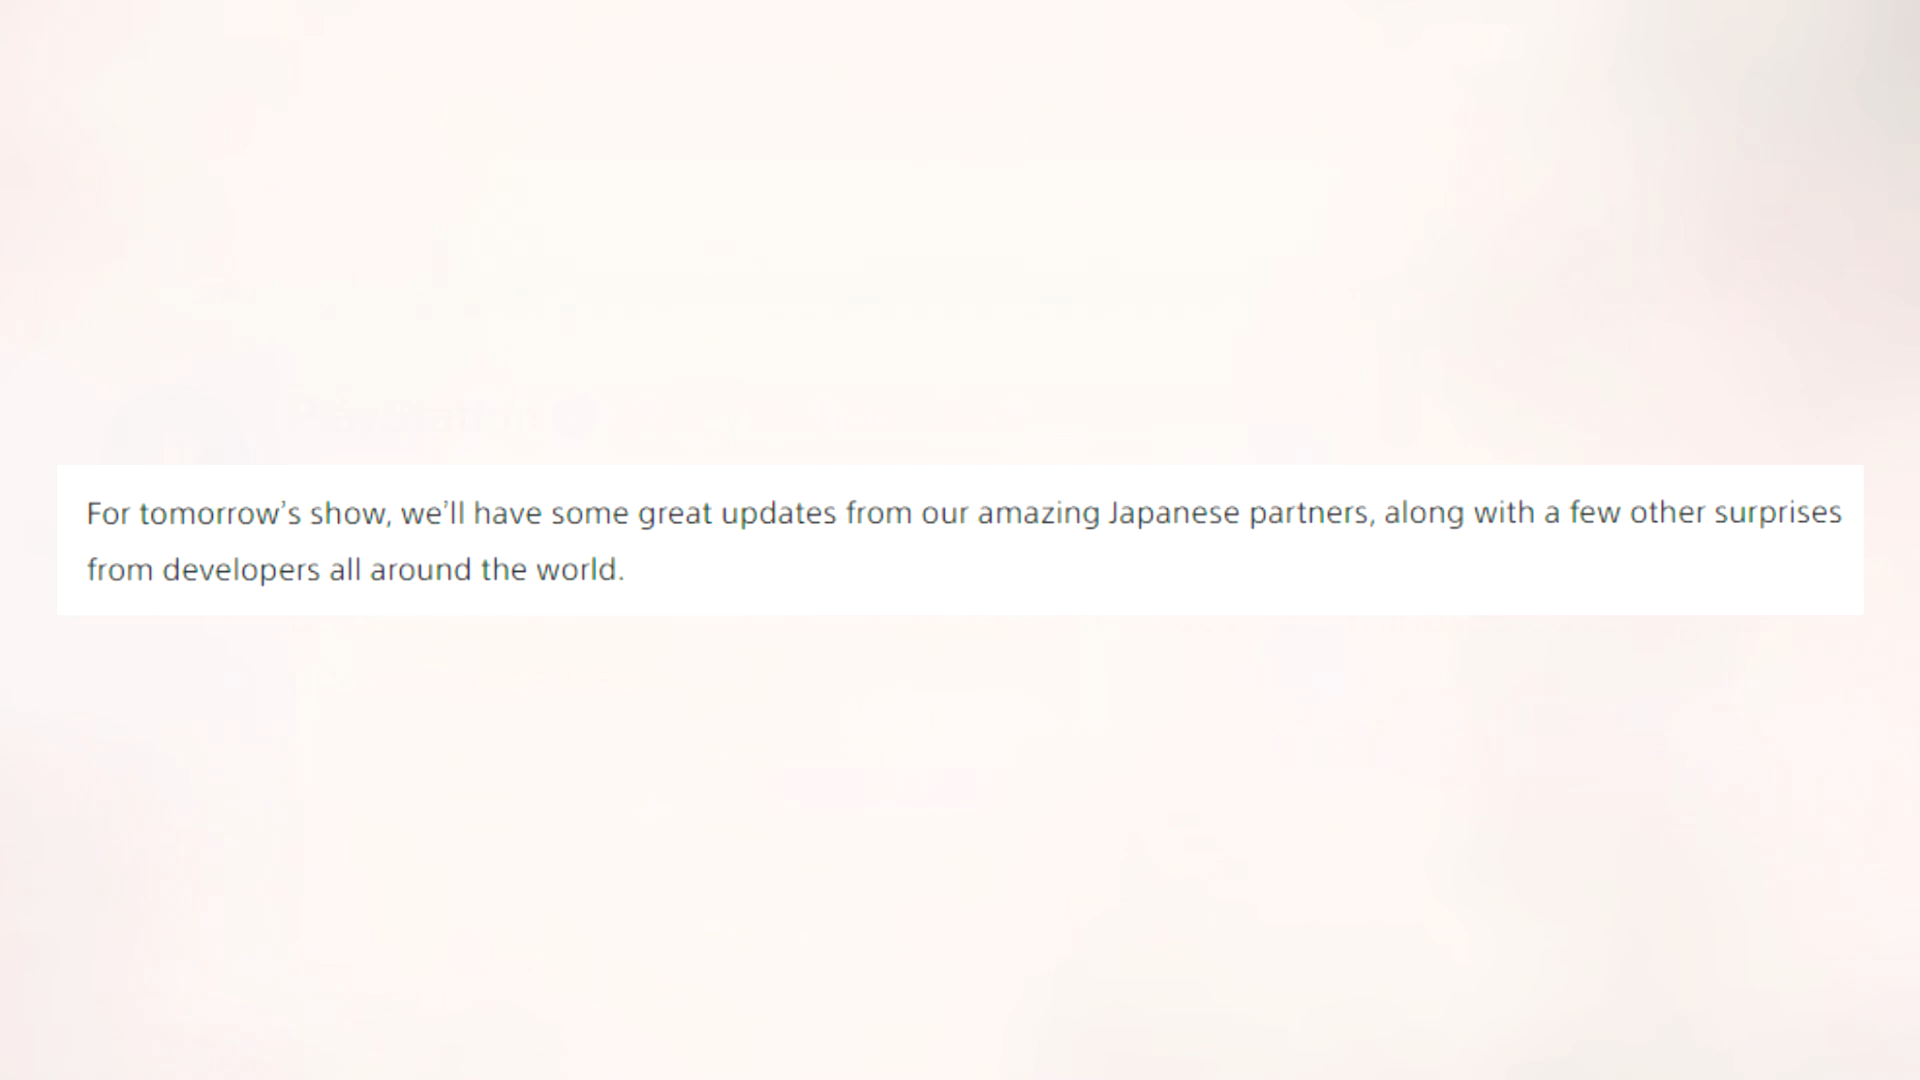 PlayStation
For tomorrow’s show, we’ll have some great updates from our amazing Japanese partners, along with a few other surprises
from developers all around the world.